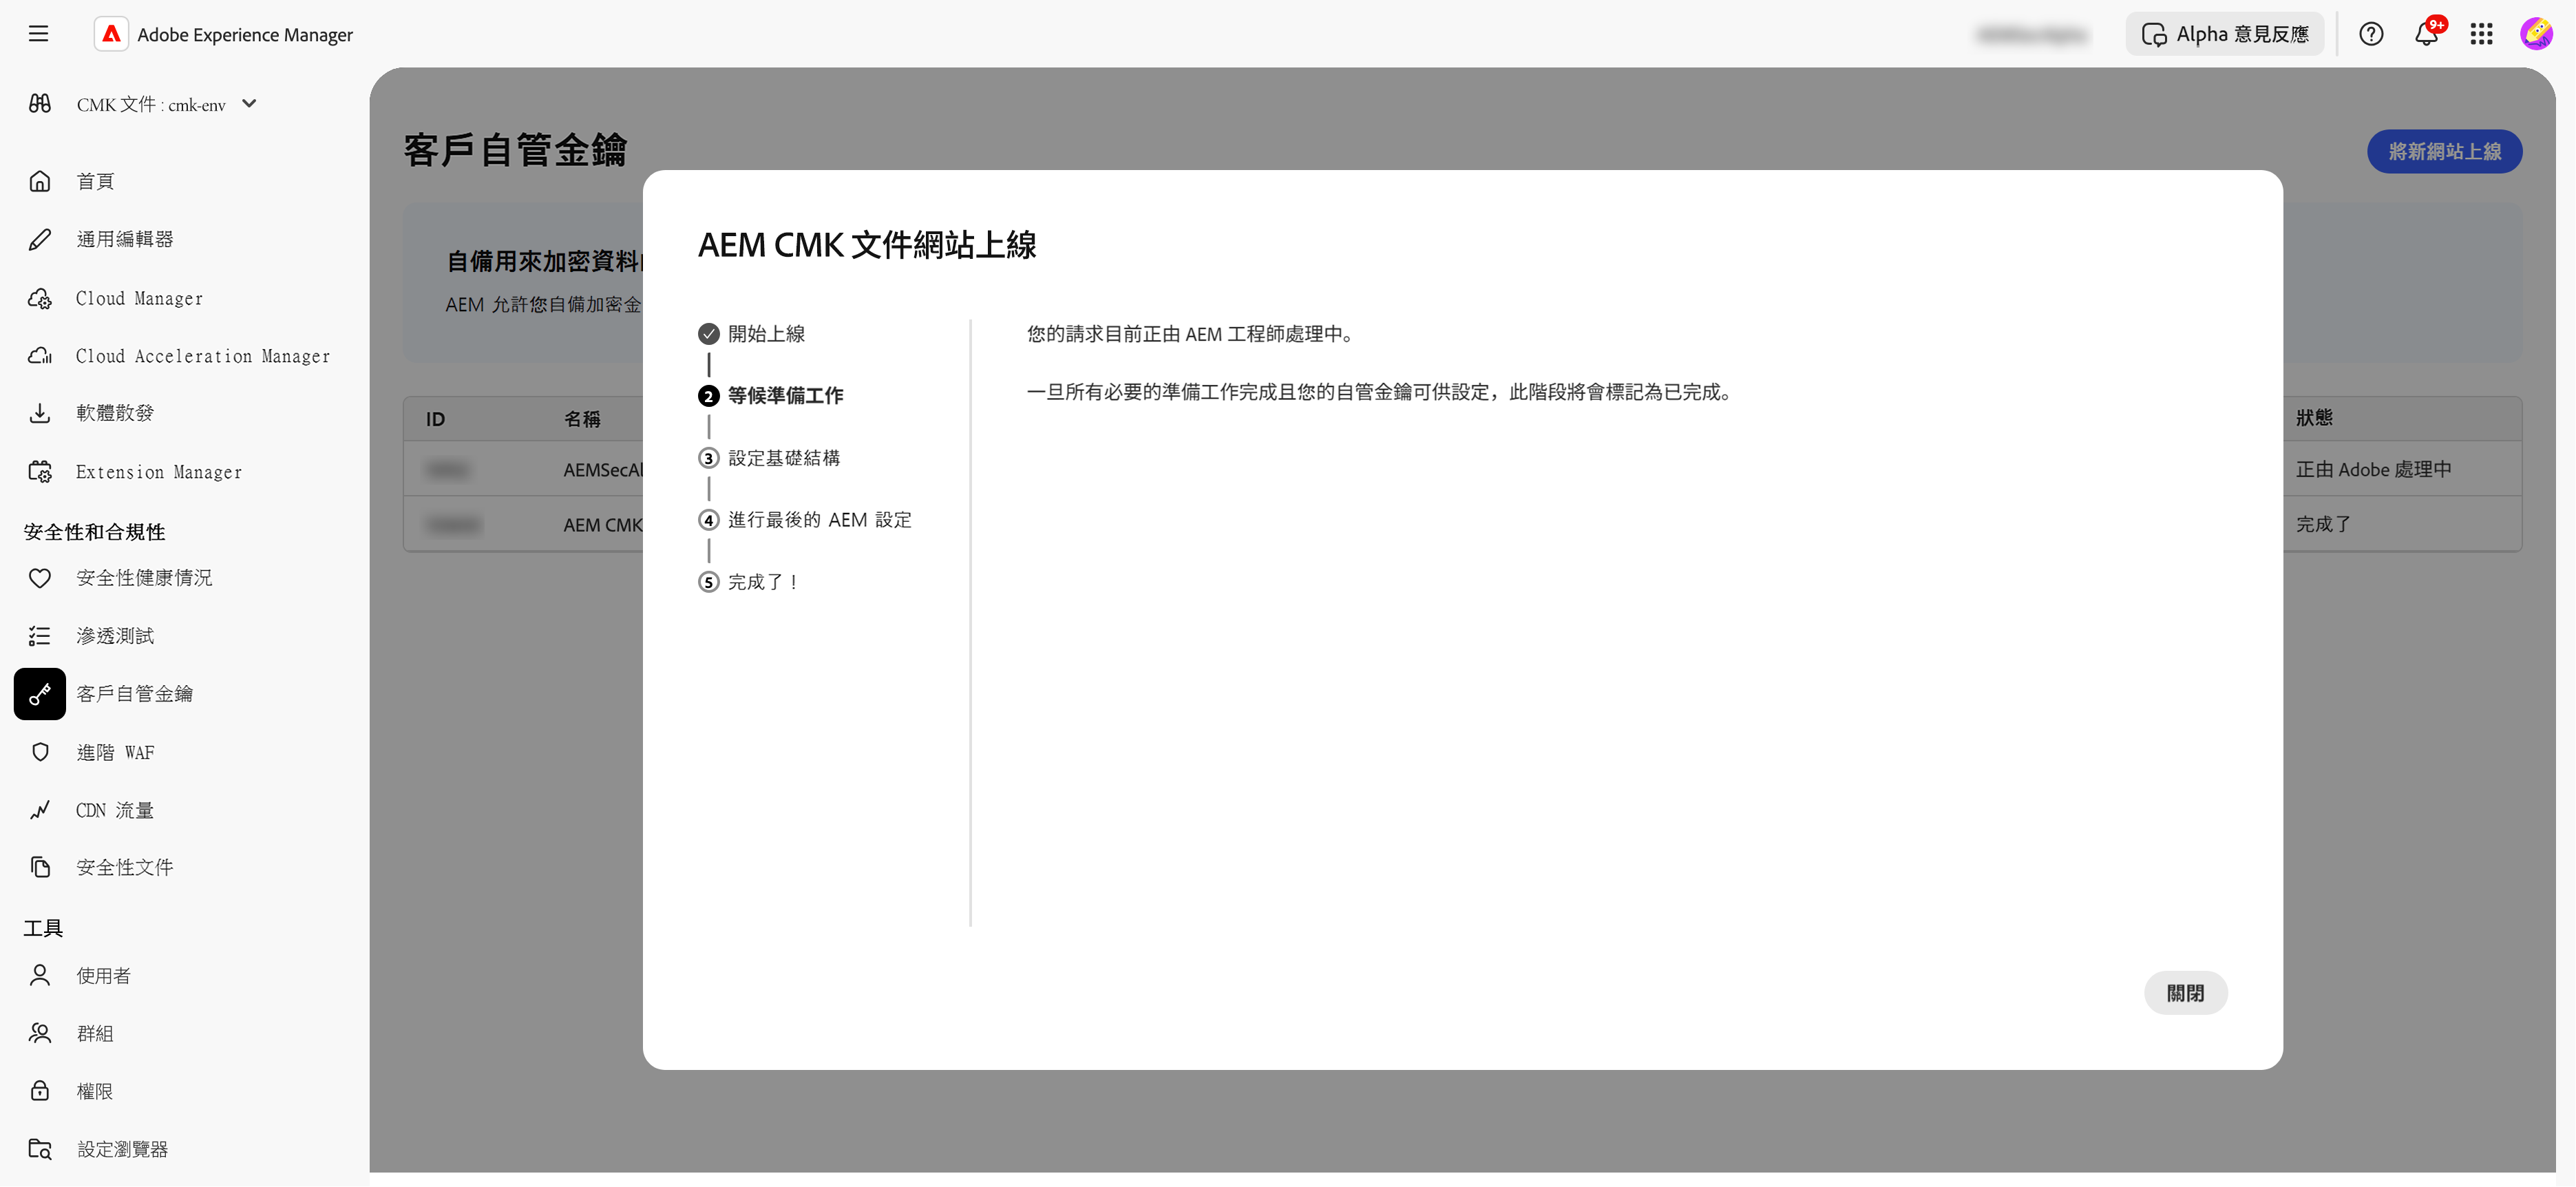 Adobe Experience Manager
Alpha 意見反應
9+
CMK 文件 : cmk-env
首頁
通用編輯器
Cloud Manager
Cloud Acceleration Manager
軟體散發
Extension Manager
安全性和合規性
安全性健康情況
滲透測試
客戶自管金鑰
進階 WAF
CDN 流量
安全性文件
工具
使用者
群組
權限
設定瀏覽器
客戶自管金鑰
將新網站上線
自備用來加密資料
AEM 允許您自備加密金
ID 名稱 狀態
AEMSecAl 正由 Adobe 處理中
AEM CMK 完成了
AEM CMK 文件網站上線
開始上線
2 等候準備工作
3 設定基礎結構
4 進行最後的 AEM 設定
5 完成了！
您的請求目前正由 AEM 工程師處理中。
一旦所有必要的準備工作完成且您的自管金鑰可供設定，此階段將會標記為已完成。
關閉